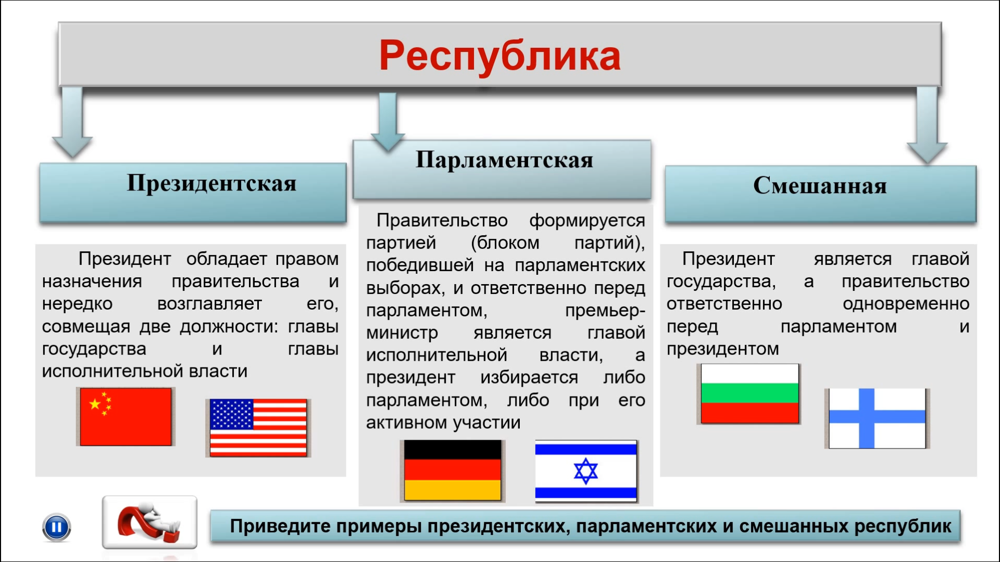 Республика
Президентская
Президент обладает правом
назначения правительства и
нередко возглавляет его,
совмещая две должности: главы
государства и главы
исполнительной власти
Парламентская
Правительство формируется
партией (блоком партий),
победившей на парламентских
выборах, и ответственно перед
парламентом, премьер-
министр является главой
исполнительной власти, а
президент избирается либо
парламентом, либо при его
активном участии
Смешанная
Президент является главой
государства, а правительство
ответственно одновременно
перед парламентом и
президентом
Приведите примеры президентских, парламентских и смешанных республик